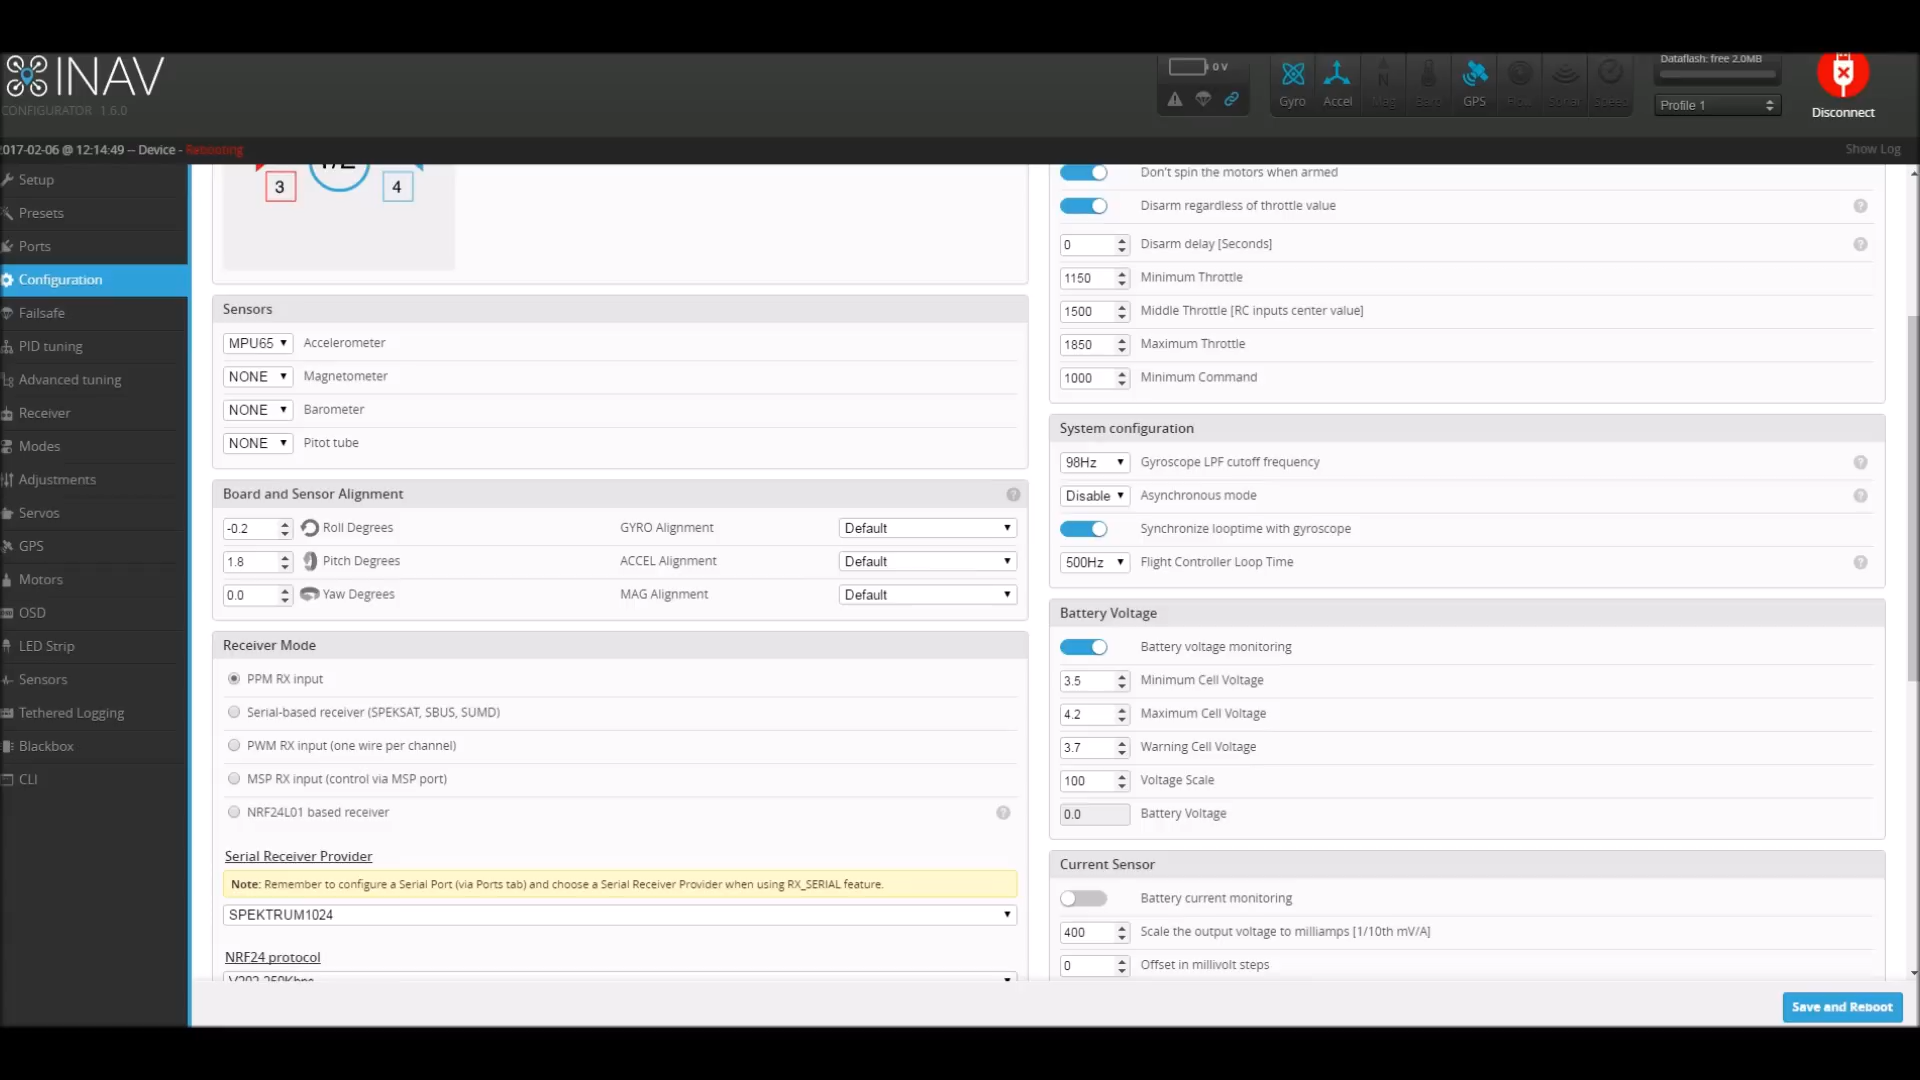 INAV
CONFIGURATOR 1.6.0
0 V
Gyro
Accel
Mag
Baro
GPS
Flow
Sonar
Speed
Dataflash: free 2.0MB
Profile 1
Disconnect
2017-02-06 @ 12:14:49 -- Device - Rebooting
Show Log
Setup
Presets
Ports
Configuration
Failsafe
PID tuning
Advanced tuning
Receiver
Modes
Adjustments
Servos
GPS
Motors
OSD
LED Strip
Sensors
Tethered Logging
Blackbox
CLI
3
4
Sensors
MPU65 Accelerometer
NONE Magnetometer
NONE Barometer
NONE Pitot tube
Board and Sensor Alignment
-0.2 Roll Degrees GYRO Alignment Default
1.8 Pitch Degrees ACCEL Alignment Default
0.0 Yaw Degrees MAG Alignment Default
Receiver Mode
PPM RX input
Serial-based receiver (SPEKSAT, SBUS, SUMD)
PWM RX input (one wire per channel)
MSP RX input (control via MSP port)
NRF24L01 based receiver
Serial Receiver Provider
Note: Remember to configure a Serial Port (via Ports tab) and choose a Serial Receiver Provider when using RX_SERIAL feature.
SPEKTRUM1024
NRF24 protocol
V202 250Kbps
Don't spin the motors when armed
Disarm regardless of throttle value
0 Disarm delay [Seconds]
1150 Minimum Throttle
1500 Middle Throttle [RC inputs center value]
1850 Maximum Throttle
1000 Minimum Command
System configuration
98Hz Gyroscope LPF cutoff frequency
Disable Asynchronous mode
Synchronize looptime with gyroscope
500Hz Flight Controller Loop Time
Battery Voltage
Battery voltage monitoring
3.5 Minimum Cell Voltage
4.2 Maximum Cell Voltage
3.7 Warning Cell Voltage
100 Voltage Scale
0.0 Battery Voltage
Current Sensor
Battery current monitoring
400 Scale the output voltage to milliamps [1/10th mV/A]
0 Offset in millivolt steps
Save and Reboot